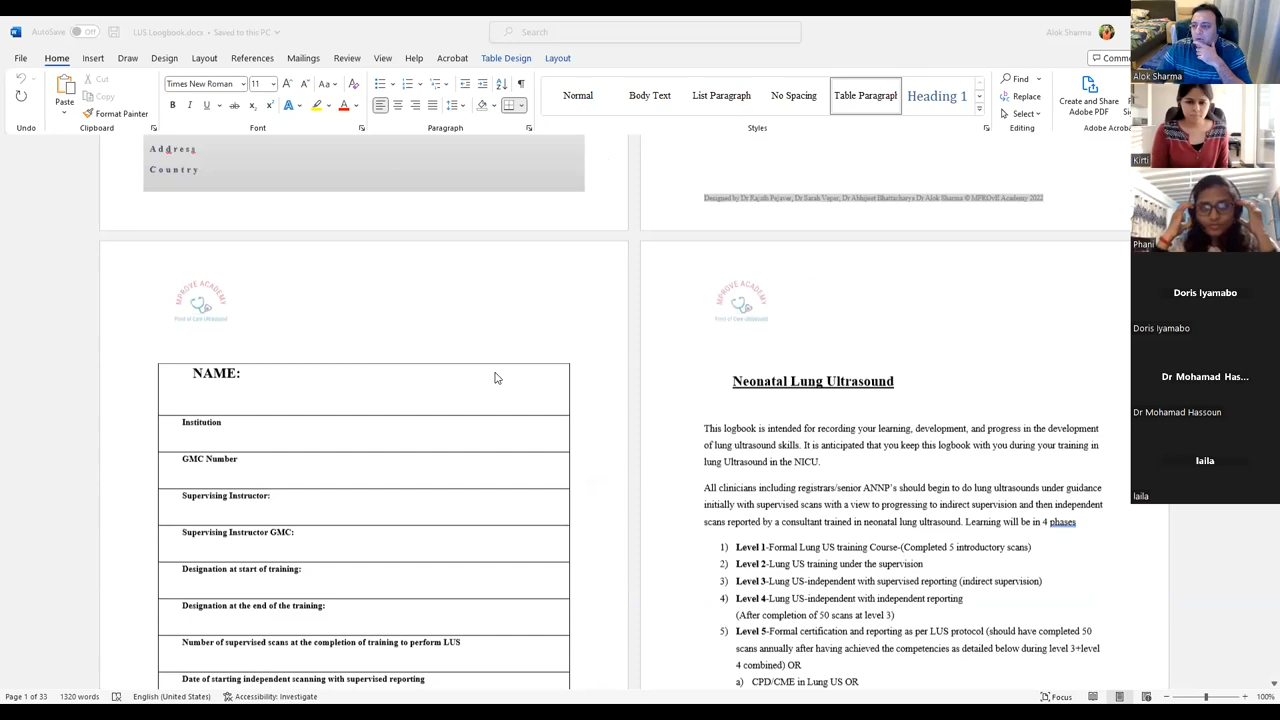 AutoSave Off LUS Loogbook.docx - Saved to this PC Search Alok Sharma
File Home Insert Draw Design Layout References Mailings Review View Help Acrobat Table Design Layout Comme
Paste Cut Copy Format Painter
Times New Roman 11
Normal Body Text List Paragraph No Spacing Table Paragraph Heading 1
Find Replace Select
Create and Share Adobe PDF
Undo Clipboard Font Paragraph Styles Editing Adobe Acro
Address
Country
Designed by Dr Rajath Pejaver, Dr Sarah Veper, Dr Abhijeet Bhattacharya Dr Alok Sharma © MPROVE Academy 2022
MPROVE ACADEMY
Point of Care Ultrasound
NAME:
Institution
GMC Number
Supervising Instructor:
Supervising Instructor GMC:
Designation at start of training:
Designation at the end of the training:
Number of supervised scans at the completion of training to perform LUS
Date of starting independent scanning with supervised reporting
MPROVE ACADEMY
Point of Care Ultrasound
Neonatal Lung Ultrasound
This logbook is intended for recording your learning, development, and progress in the development
of lung ultrasound skills. It is anticipated that you keep this logbook with you during your training in
lung Ultrasound in the NICU.
All clinicians including registrars/senior ANNP's should begin to do lung ultrasounds under guidance
initially with supervised scans with a view to progressing to indirect supervision and then independent
scans reported by a consultant trained in neonatal lung ultrasound. Learning will be in 4 phases
1) Level 1-Formal Lung US training Course-(Completed 5 introductory scans)
2) Level 2-Lung US training under the supervision
3) Level 3-Lung US-independent with supervised reporting (indirect supervision)
4) Level 4-Lung US-independent with independent reporting
(After completion of 50 scans at level 3)
5) Level 5-Formal certification and reporting as per LUS protocol (should have completed 50
scans annually after having achieved the competencies as detailed below during level 3+level
4 combined) OR
a) CPD/CME in Lung US OR
Page 1 of 33 1320 words English (United States) Accessibility: Investigate Focus 100%
Alok Sharma
Kirti
Phani
Doris Iyamabo
Doris Iyamabo
Dr Mohamad Has...
Dr Mohamad Hassoun
laila
laila